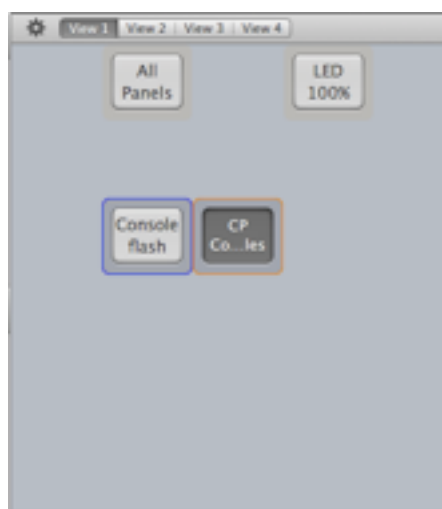 View 1 View 2 View 3 View 4
All
Panels
LED
100%
Console
flash
CP
Co...les